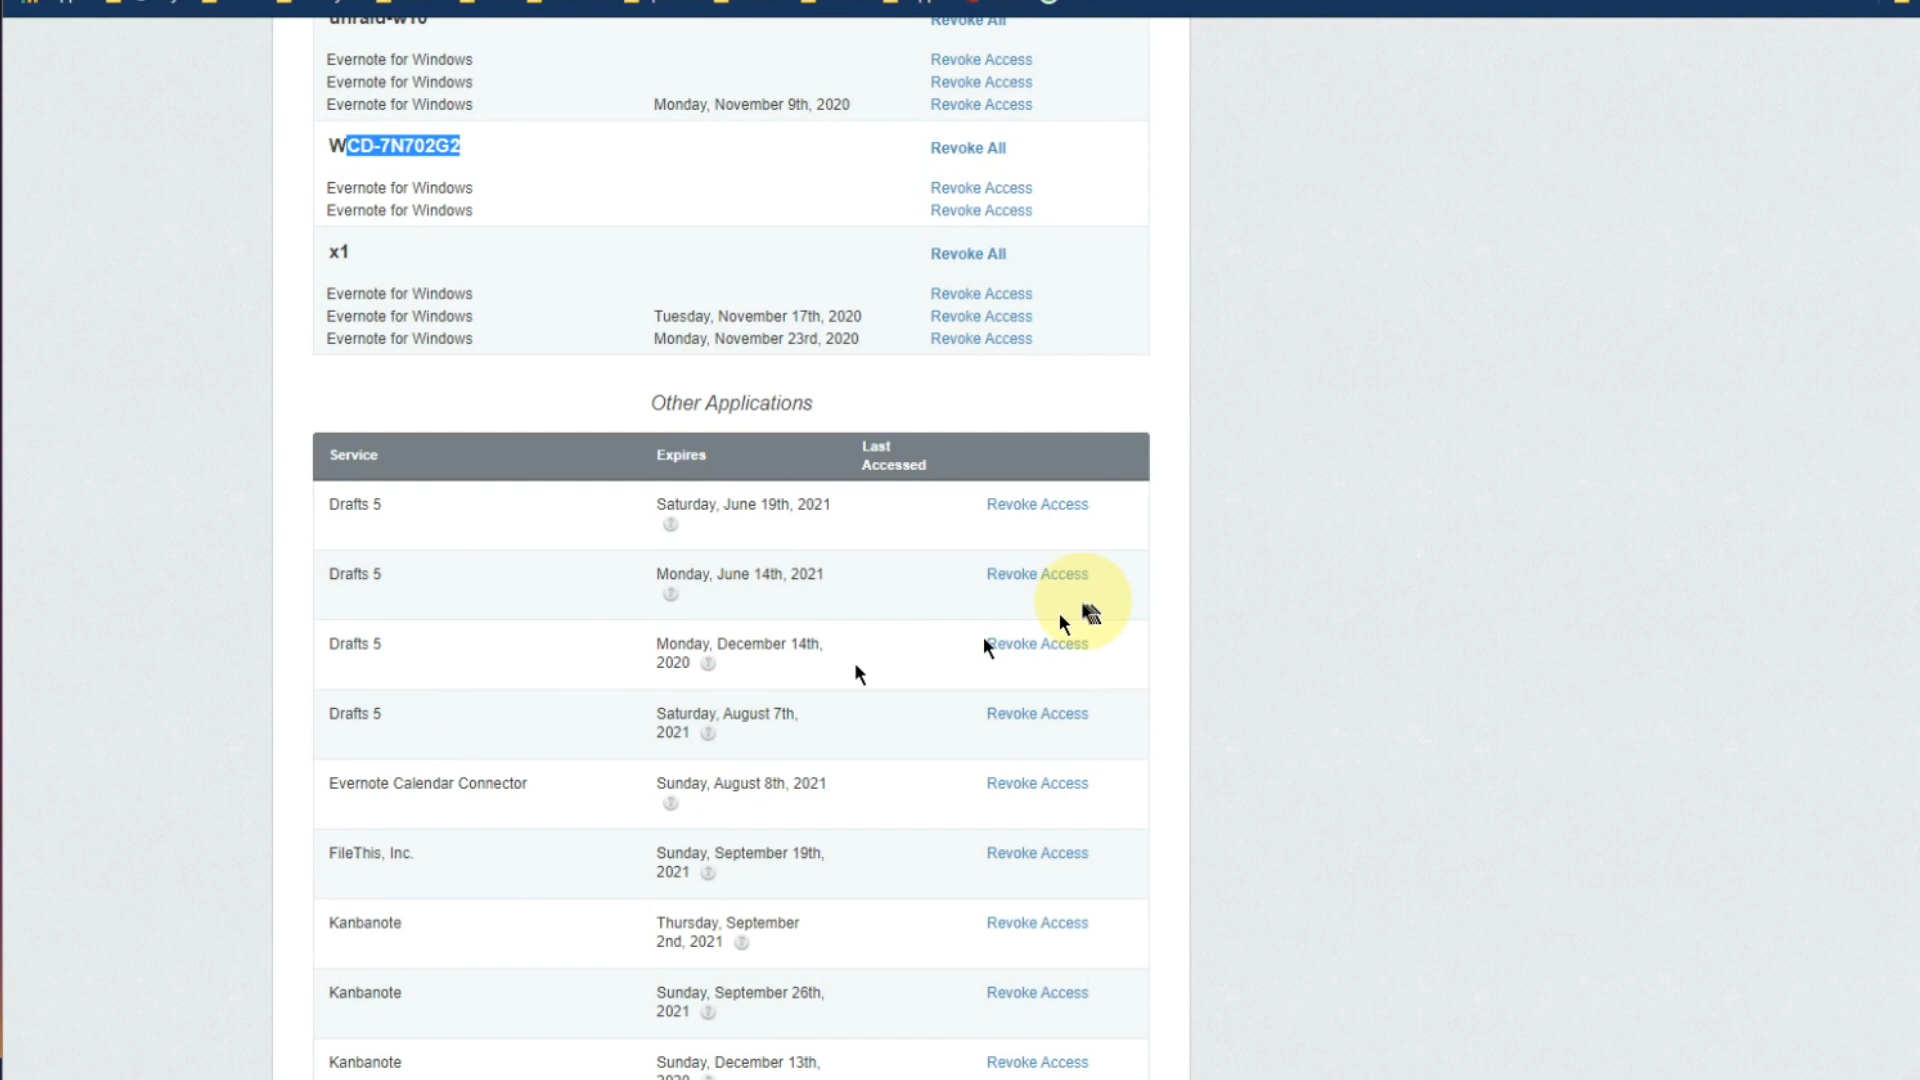 unraid-w10 Revoke All
Evernote for Windows Revoke Access
Evernote for Windows Revoke Access
Evernote for Windows Monday, November 9th, 2020 Revoke Access
WCD-7N702G2 Revoke All
Evernote for Windows Revoke Access
Evernote for Windows Revoke Access
x1 Revoke All
Evernote for Windows Revoke Access
Evernote for Windows Tuesday, November 17th, 2020 Revoke Access
Evernote for Windows Monday, November 23rd, 2020 Revoke Access
Other Applications
Service Expires Last
Accessed
Drafts 5 Saturday, June 19th, 2021 Revoke Access
Drafts 5 Monday, June 14th, 2021 Revoke Access
Drafts 5 Monday, December 14th, Revoke Access
2020
Drafts 5 Saturday, August 7th, Revoke Access
2021
Evernote Calendar Connector Sunday, August 8th, 2021 Revoke Access
FileThis, Inc. Sunday, September 19th, Revoke Access
2021
Kanbanote Thursday, September Revoke Access
2nd, 2021
Kanbanote Sunday, September 26th, Revoke Access
2021
Kanbanote Sunday, December 13th, Revoke Access
2020